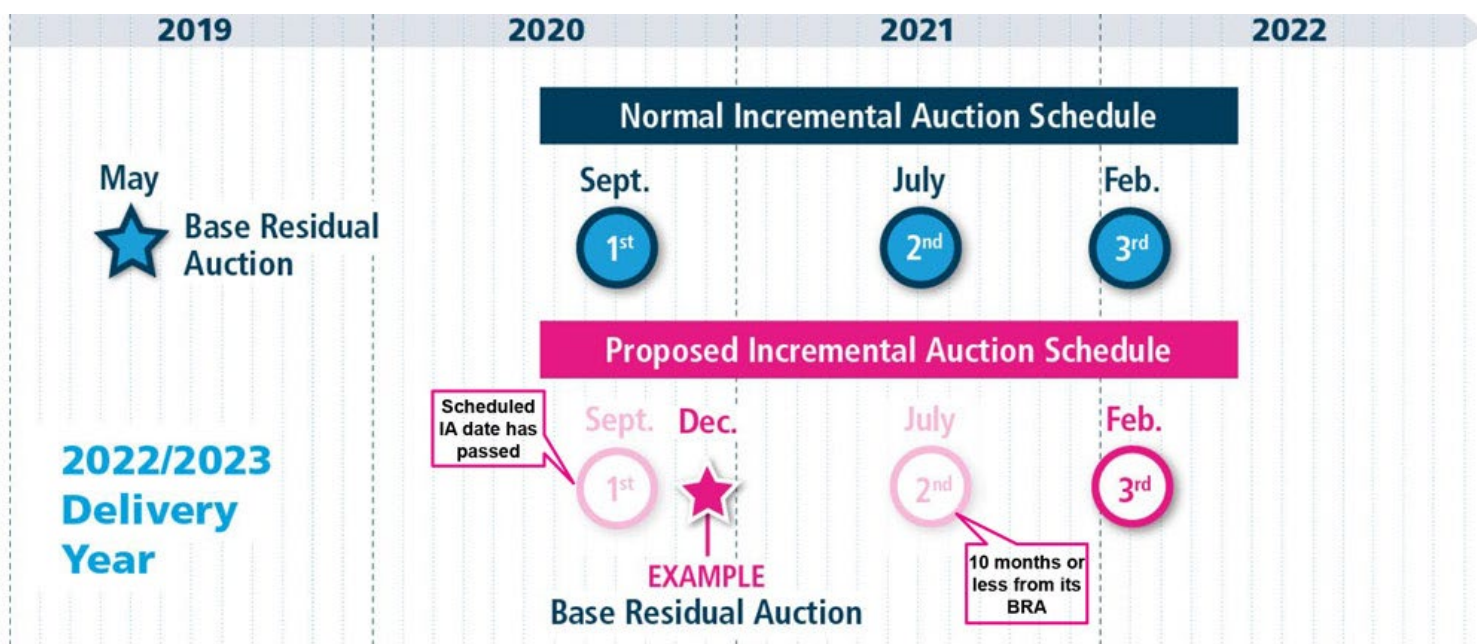 2019 2020 2021 2022
Normal Incremental Auction Schedule
May Sept. July Feb.
Base Residual
Auction
1st 2nd 3rd
Proposed Incremental Auction Schedule
Scheduled
IA date has
passed
Sept. Dec. July Feb.
1st 2nd 3rd
2022/2023
Delivery
Year
10 months or
less from its
BRA
EXAMPLE
Base Residual Auction